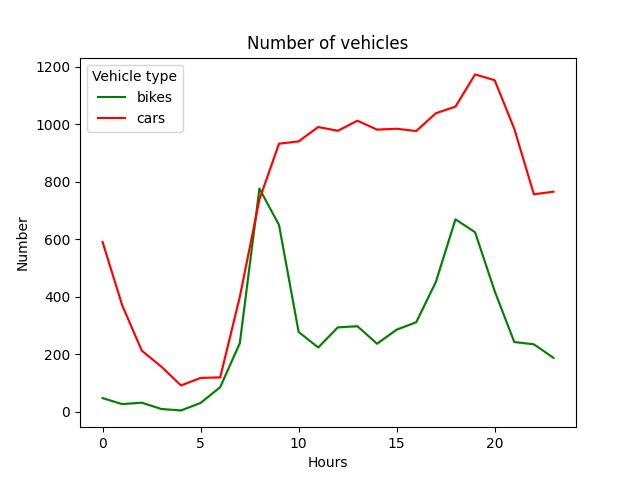 Number of vehicles
Vehicle type
bikes
cars
Number
1200
1000
800
600
400
200
0
0 5 10 15 20
Hours